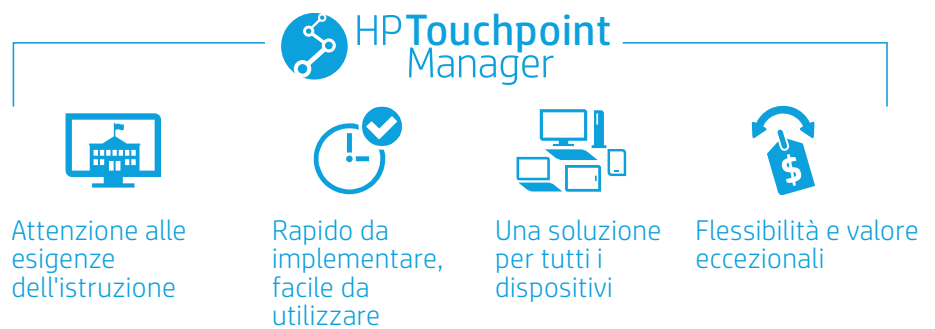 HP Touchpoint
Manager
Attenzione alle
esigenze
dell'istruzione
Rapido da
implementare,
facile da
utilizzare
Una soluzione
per tutti i
dispositivi
$
Flessibilità e valore
eccezionali